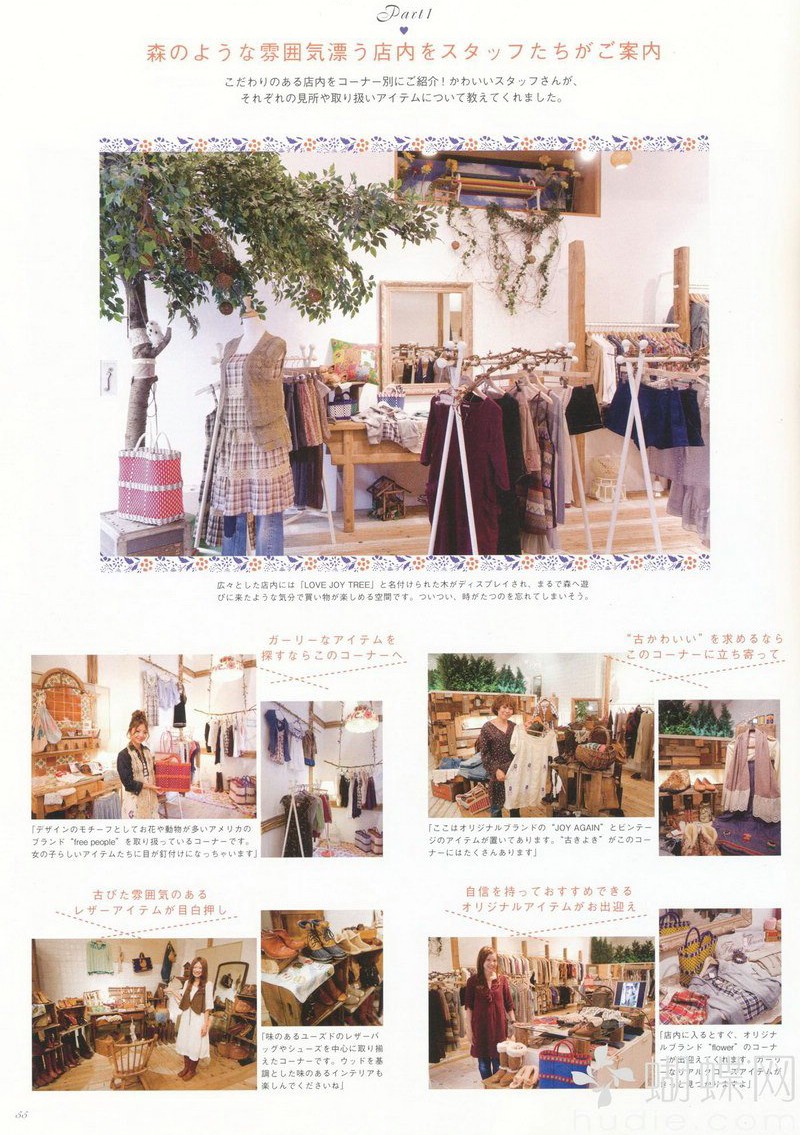 Part 1
森のような雰囲気漂う店内をスタッフたちがご案内
こだわりのある店内をコーナー別にご紹介！かわいいスタッフさんが、
それぞれの見所や取り扱いアイテムについて教えてくれました。
広々とした店内には「LOVE JOY TREE」と名付けられた木がディスプレイされ、まるで森へ遊
びに来たような気分で買い物が楽しめる空間です。ついつい、時がたつのを忘れてしまいそう。
ガーリーなアイテムを
探すならこのコーナーへ
「デザインのモチーフとしてお花や動物が多いアメリカの
ブランド“free people”を取り扱っているコーナーです。
女の子らしいアイテムたちに目が釘付けになっちゃいます」
“古かわいい”を求めるなら
このコーナーに立ち寄って
「ここはオリジナルブランドの“JOY AGAIN”とビンテー
ジのアイテムが置いてあります。“古きよき”がこのコー
ナーにはたくさんあります」
古びた雰囲気のある
レザーアイテムが目白押し
「味のあるユーズドのレザーバ
ッグやシューズを中心に取り揃
えたコーナーです。ウッドを基
調とした味のあるインテリアも
楽しんでくださいね」
自信を持っておすすめできる
オリジナルアイテムがお出迎え
「店内に入るとすぐ、オリジナ
ルブランド“flower”のコーナ
ーが出迎えてくれます。ガーリ
アイテムが
すよ」
55
蝴蝶网
hudie.com